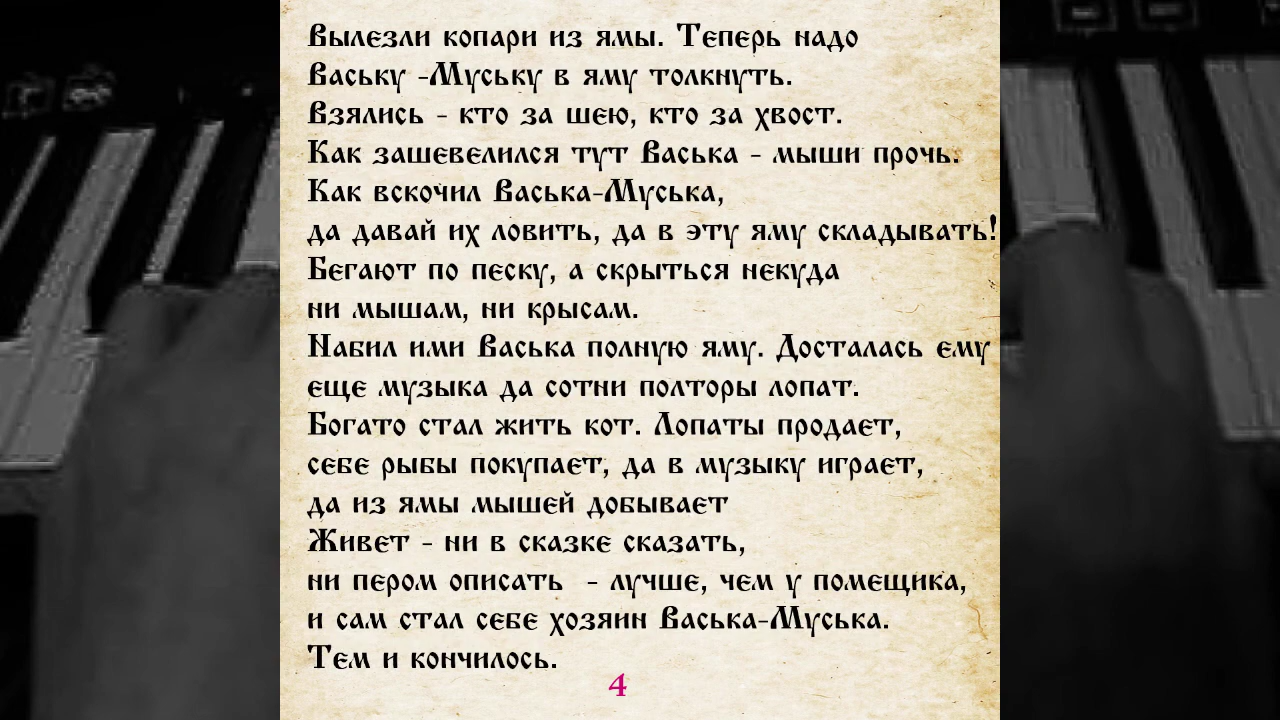 Вылезли копари из ямы. Теперь надо
Ваську -Муську в яму толкнуть.
Взялись - кто за шею, кто за хвост.
Как зашевелился тут Васька - мыши прочь.
Как вскочил Васька-Муська,
да давай их ловить, да в эту яму складывать!
Бегают по песку, а скрыться некуда
ни мышам, ни крысам.
Набил ими Васька полную яму. Досталась ему
еще музыка да сотни полторы лопат.
Богато стал жить кот. Лопаты продает,
себе рыбы покупает, да в музыку играет,
да из ямы мышей добывает
Живет - ни в сказке сказать,
ни пером описать  - лучше, чем у помещика,
и сам стал себе хозяин Васька-Муська.
Тем и кончилось.
4